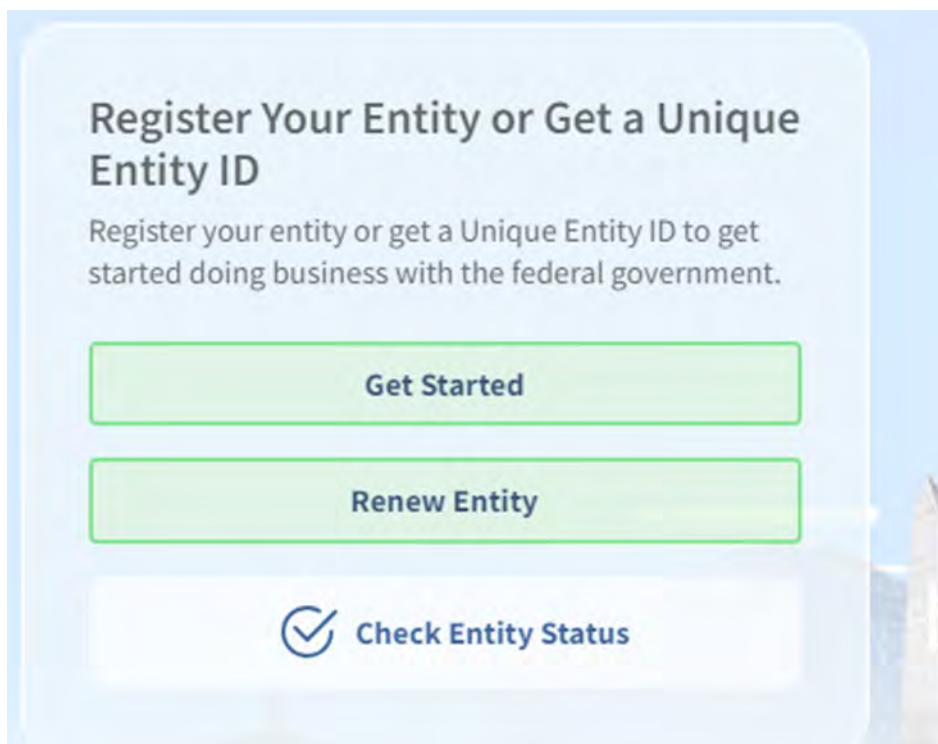 Register Your Entity or Get a Unique
Entity ID
Register your entity or get a Unique Entity ID to get
started doing business with the federal government.
Get Started
Renew Entity
Check Entity Status